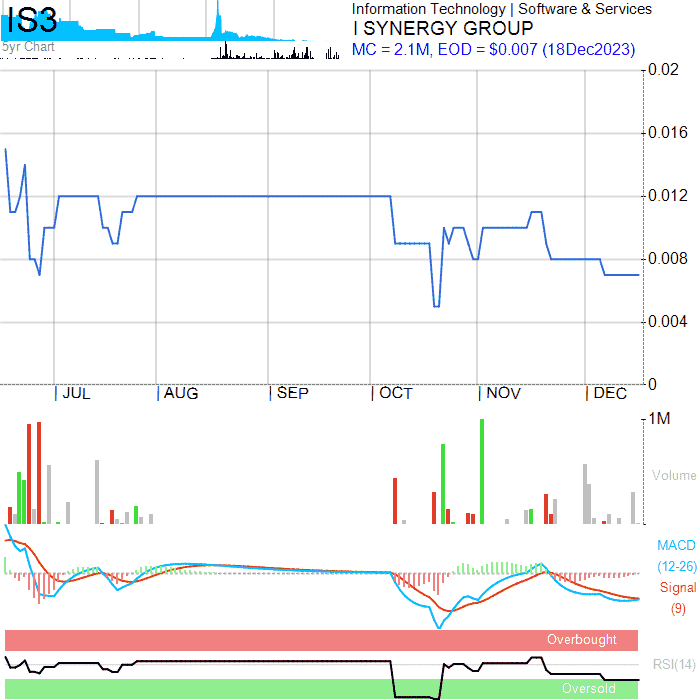 IS3
5yr Chart
Information Technology | Software & Services
I SYNERGY GROUP
MC = 2.1M, EOD = $0.007 (18Dec2023)
0.02
0.016
0.012
0.008
0.004
0
JUL AUG SEP OCT NOV DEC
1M
Volume
MACD
(12-26)
Signal
(9)
Overbought
RSI(14)
Oversold